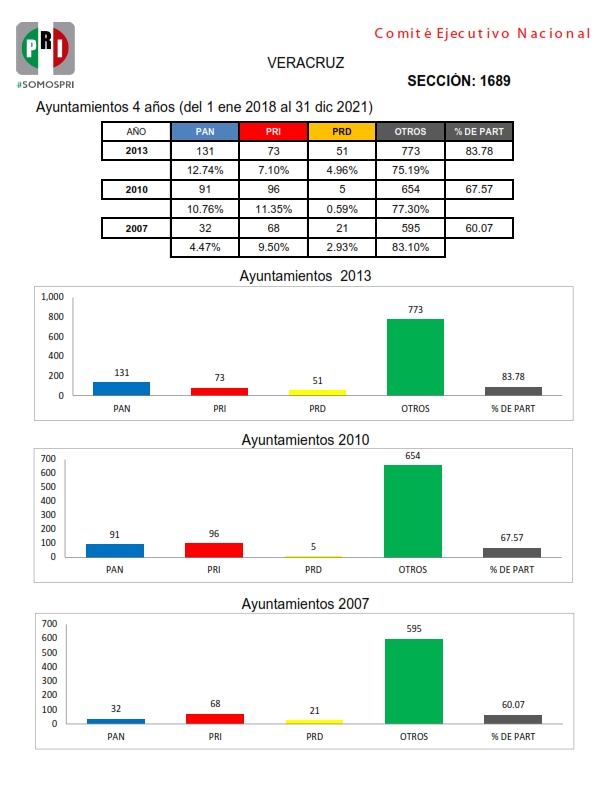 PRI
#SOMOSPRI
Comité Ejecutivo Nacional
VERACRUZ
SECCIÓN: 1689
Ayuntamientos 4 años (del 1 ene 2018 al 31 dic 2021)
AÑO PAN PRI PRD OTROS % DE PART
2013 131 73 51 773 83.78
12.74% 7.10% 4.96% 75.19%
2010 91 96 5 654 67.57
10.76% 11.35% 0.59% 77.30%
2007 32 68 21 595 60.07
4.47% 9.50% 2.93% 83.10%
Ayuntamientos 2013
1,000
800
600
400
200
0
131 73 51 773 83.78
PAN PRI PRD OTROS % DE PART
Ayuntamientos 2010
700
600
500
400
300
200
100
0
91 96 5 654 67.57
PAN PRI PRD OTROS % DE PART
Ayuntamientos 2007
700
600
500
400
300
200
100
0
32 68 21 595 60.07
PAN PRI PRD OTROS % DE PART